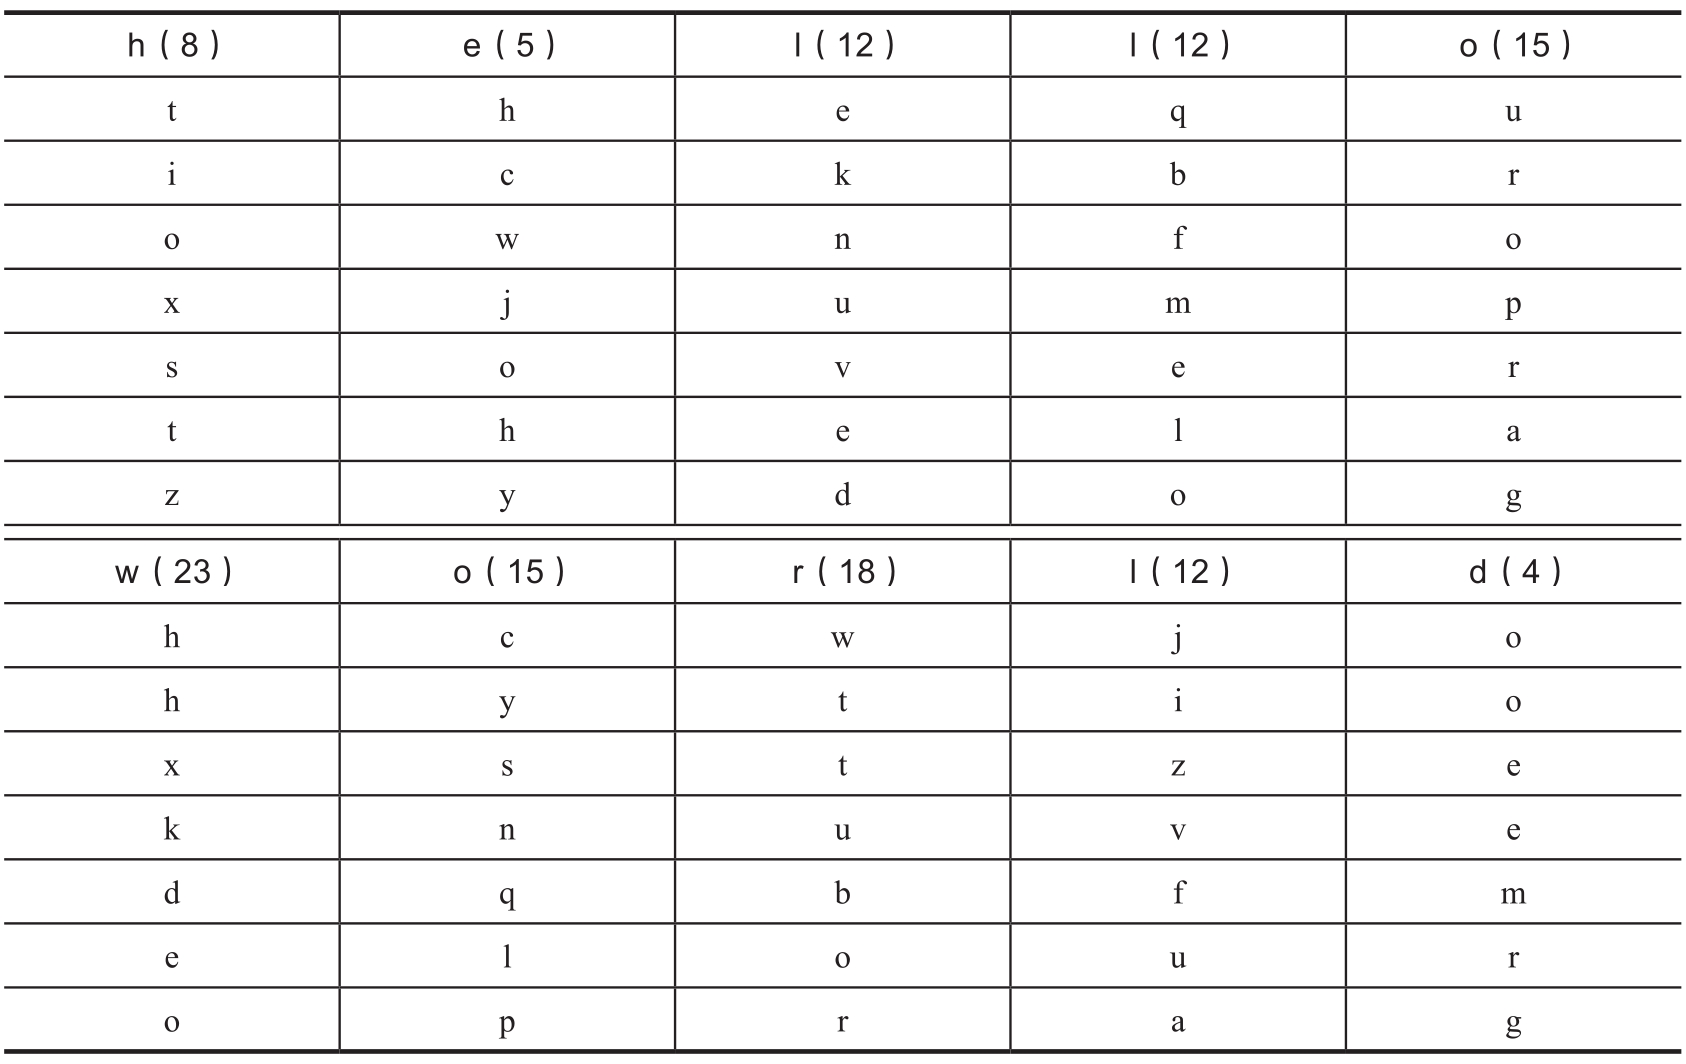 h (8) e (5) l (12) l (12) o (15)
t h e q u
i c k b r
o w n f o
x j u m p
s o v e r
t h e l a
z y d o g
w (23) o (15) r (18) l (12) d (4)
h c w j o
h y t i o
x s t z e
k n u v e
d q b f m
e l o u r
o p r a g